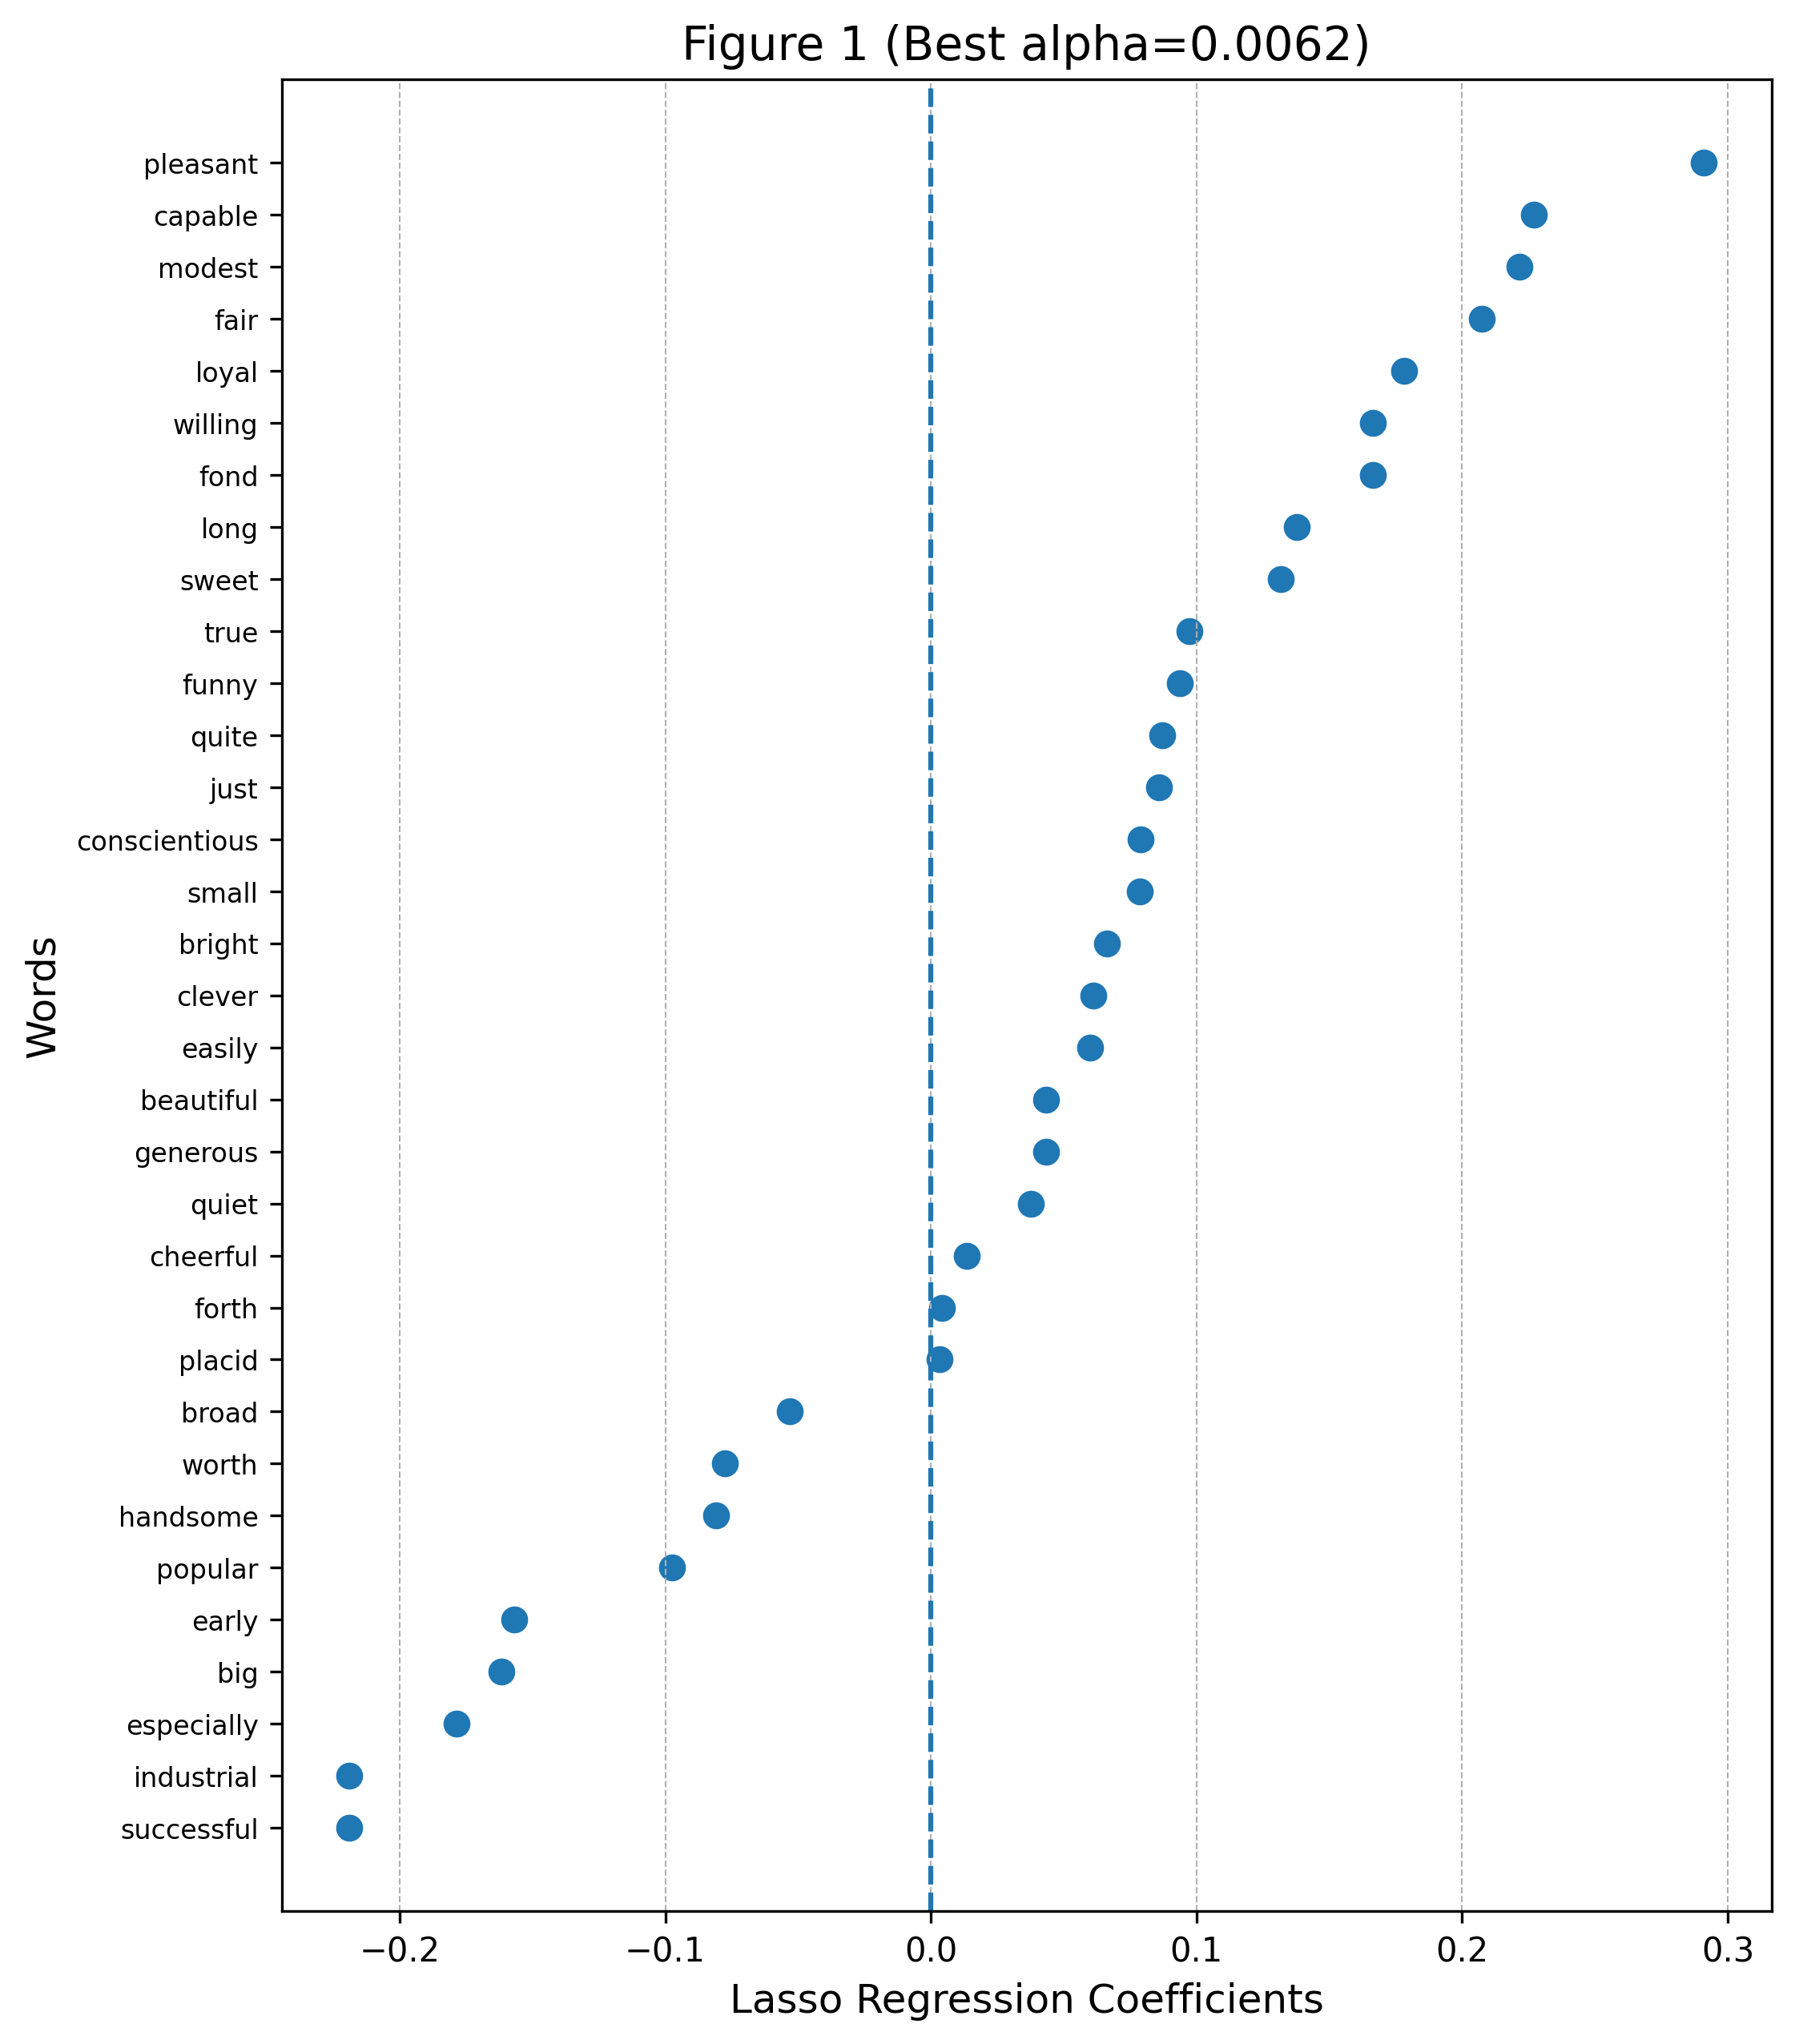 Figure 1 (Best alpha=0.0062)
pleasant
capable
modest
fair
loyal
willing
fond
long
sweet
true
funny
quite
just
conscientious
small
bright
clever
easily
beautiful
generous
quiet
cheerful
forth
placid
broad
worth
handsome
popular
early
big
especially
industrial
successful
Words
−0.2 −0.1 0.0 0.1 0.2 0.3
Lasso Regression Coefficients